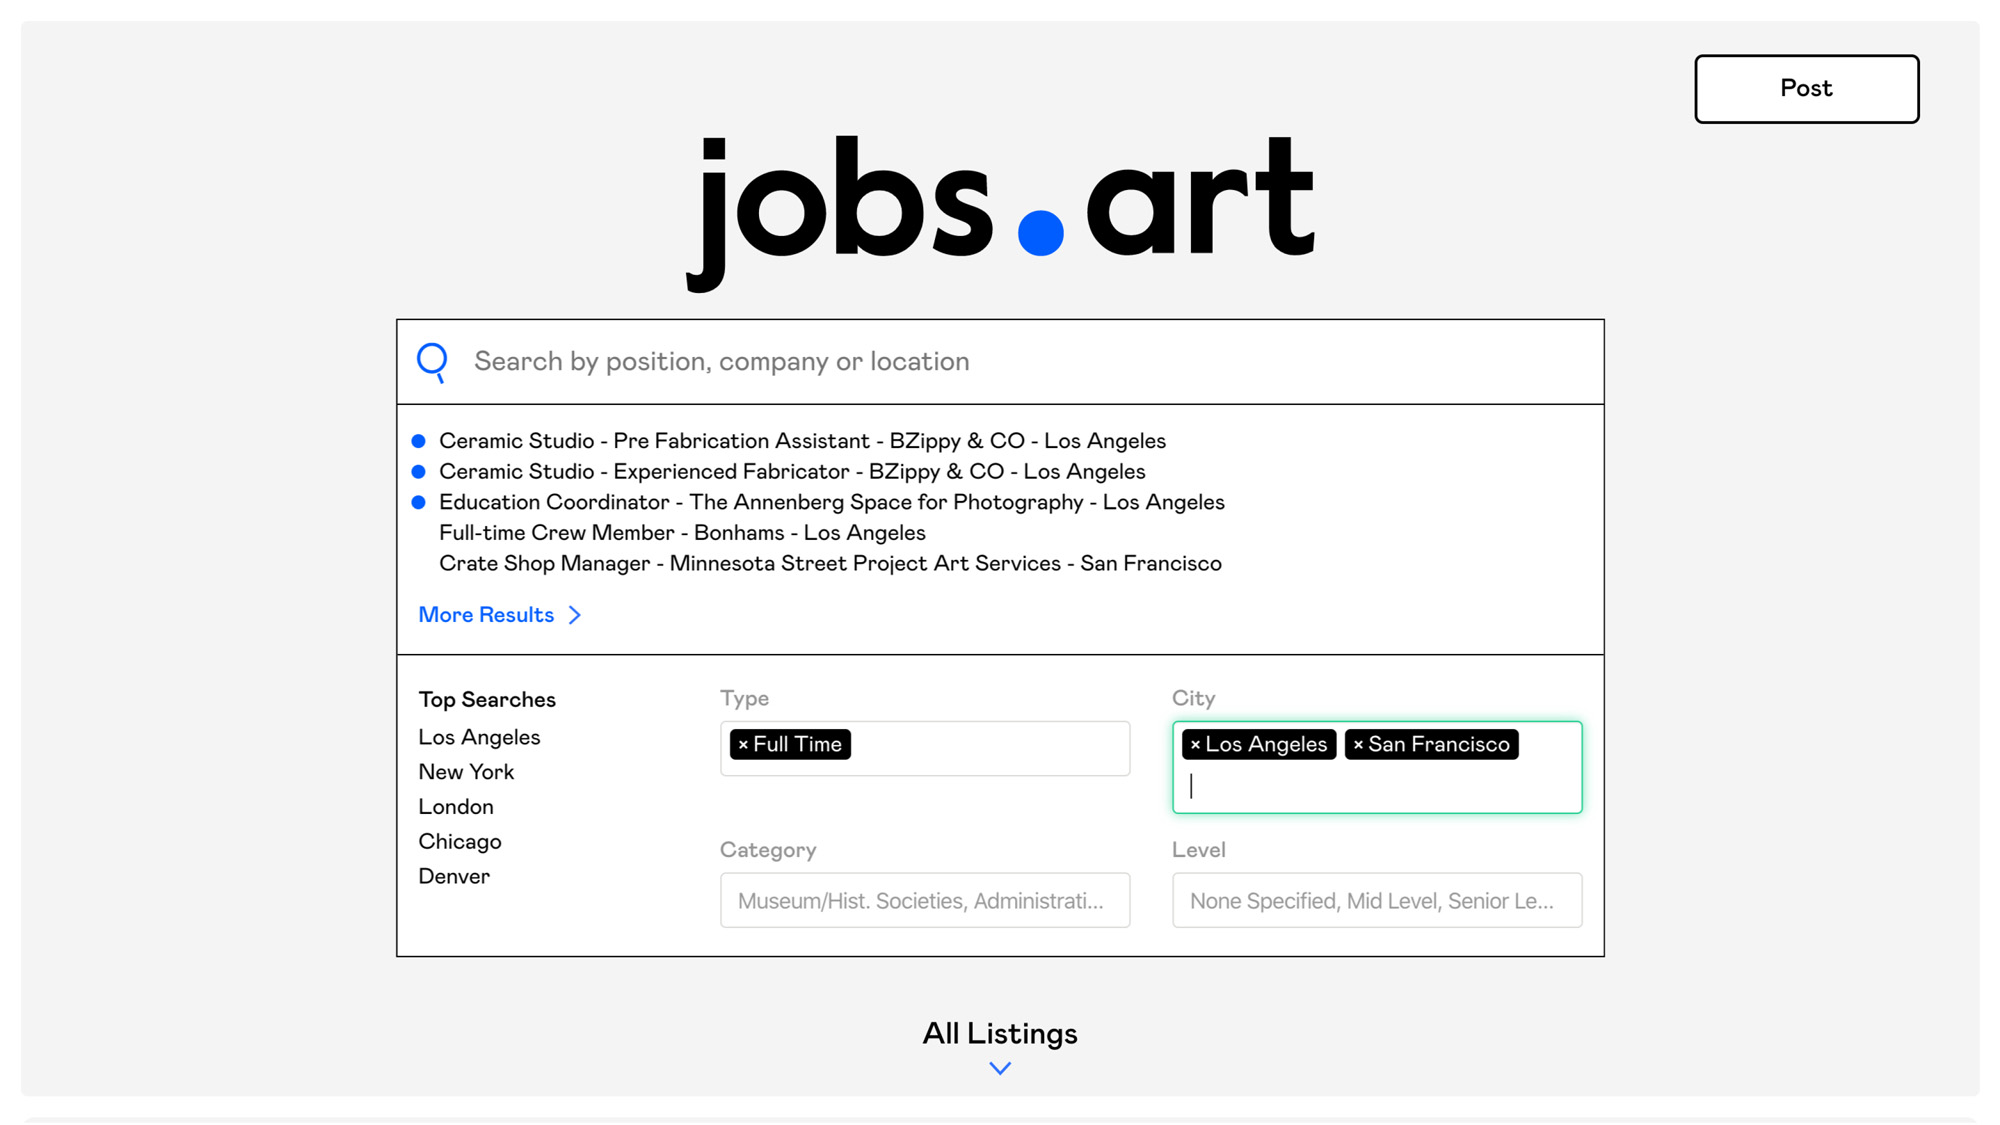 Post
jobs.art
Search by position, company or location
Ceramic Studio - Pre Fabrication Assistant - BZippy & CO - Los Angeles
Ceramic Studio - Experienced Fabricator - BZippy & CO - Los Angeles
Education Coordinator - The Annenberg Space for Photography - Los Angeles
Full-time Crew Member - Bonhams - Los Angeles
Crate Shop Manager - Minnesota Street Project Art Services - San Francisco
More Results
Top Searches
Los Angeles
New York
London
Chicago
Denver
Type
× Full Time
City
× Los Angeles × San Francisco
Category
Museum/Hist. Societies, Administrati...
Level
None Specified, Mid Level, Senior Le...
All Listings